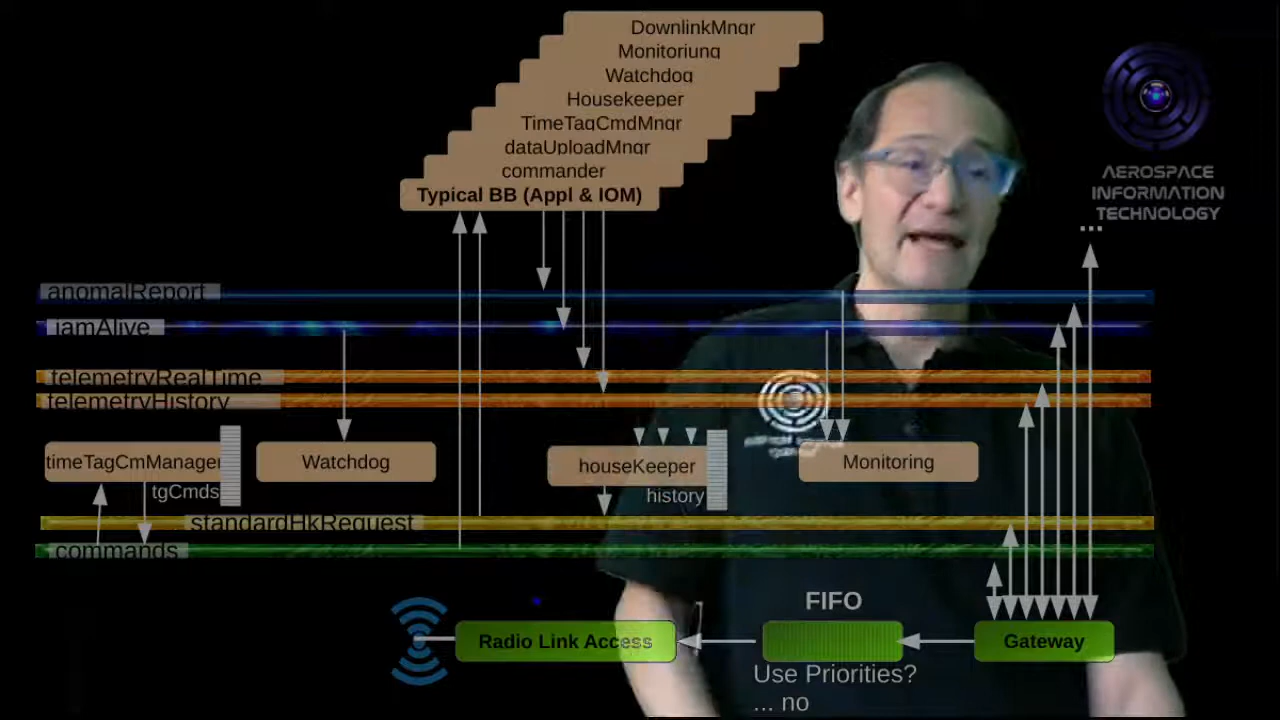 DownlinkMngr
Monitoriung
Watchdog
Housekeeper
TimeTagCmdMngr
dataUploadMngr
commander
Typical BB (Appl & IOM)
AEROSPACE
INFORMATION
TECHNOLOGY
...
anomalReport
iamAlive
telemetryRealTime
telemetryHistory
timeTagCmManager
Watchdog
houseKeeper
Monitoring
tgCmds
history
standardHkRequest
commands
FIFO
Radio Link Access
Gateway
Use Priorities?
... no